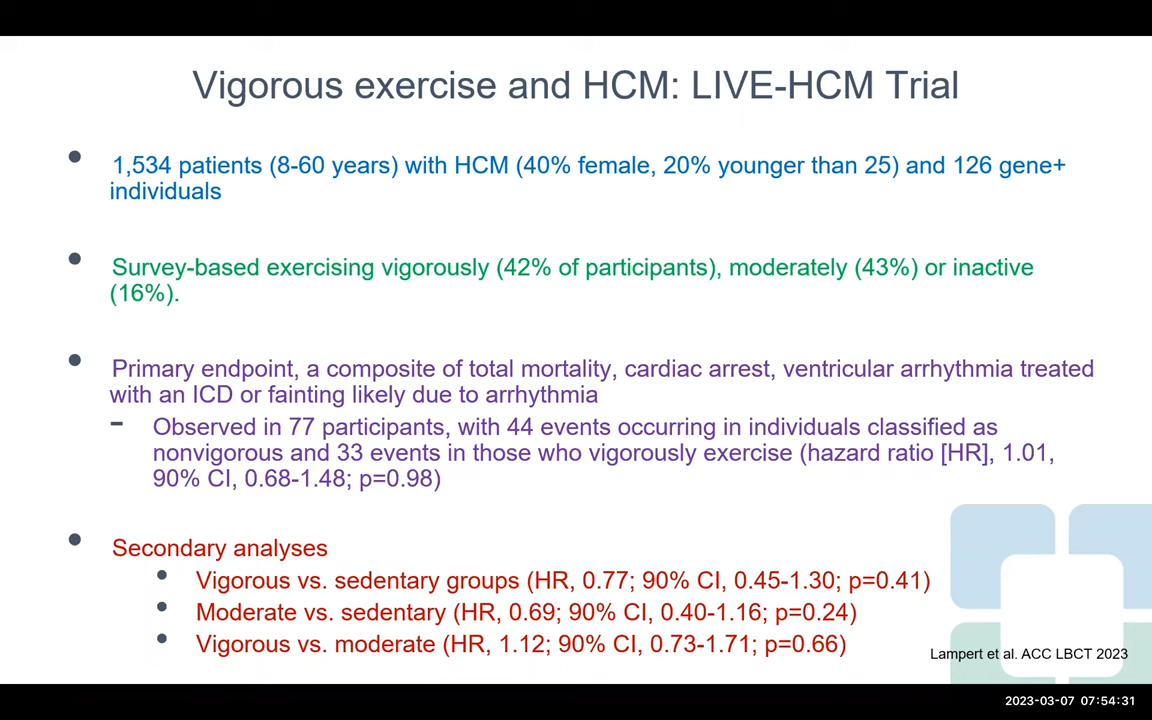 Vigorous exercise and HCM: LIVE-HCM Trial
1,534 patients (8-60 years) with HCM (40% female, 20% younger than 25) and 126 gene+
individuals
Survey-based exercising vigorously (42% of participants), moderately (43%) or inactive
(16%).
Primary endpoint, a composite of total mortality, cardiac arrest, ventricular arrhythmia treated
with an ICD or fainting likely due to arrhythmia
Observed in 77 participants, with 44 events occurring in individuals classified as
nonvigorous and 33 events in those who vigorously exercise (hazard ratio [HR], 1.01,
90% CI, 0.68-1.48; p=0.98)
Secondary analyses
Vigorous vs. sedentary groups (HR, 0.77; 90% CI, 0.45-1.30; p=0.41)
Moderate vs. sedentary (HR, 0.69; 90% CI, 0.40-1.16; p=0.24)
Vigorous vs. moderate (HR, 1.12; 90% CI, 0.73-1.71; p=0.66)
Lampert et al. ACC LBCT 2023
2023-03-07 07:54:31